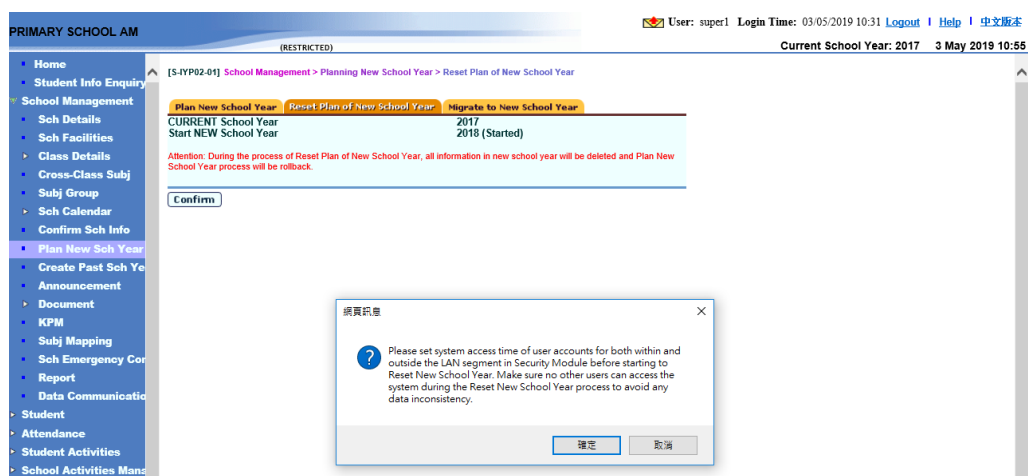 PRIMARY SCHOOL AM
User: super1 Login Time: 03/05/2019 10:31 Logout | Help | 中文版本
(RESTRICTED)
Current School Year: 2017 3 May 2019 10:55
Home
Student Info Enquiry
School Management
Sch Details
Sch Facilities
Class Details
Cross-Class Subj
Subj Group
Sch Calendar
Confirm Sch Info
Plan New Sch Year
Create Past Sch Ye
Announcement
Document
KPM
Subj Mapping
Sch Emergency Con
Report
Data Communicatio
Student
Attendance
Student Activities
School Activities Mana
[S-IYP02-01] School Management > Planning New School Year > Reset Plan of New School Year
Plan New School Year Reset Plan of New School Year Migrate to New School Year
CURRENT School Year 2017
Start NEW School Year 2018 (Started)
Attention: During the process of Reset Plan of New School Year, all information in new school year will be deleted and Plan New
School Year process will be rollback.
Confirm
網頁訊息
Please set system access time of user accounts for both within and
outside the LAN segment in Security Module before starting to
Reset New School Year. Make sure no other users can access the
system during the Reset New School Year process to avoid any
data inconsistency.
確定 取消